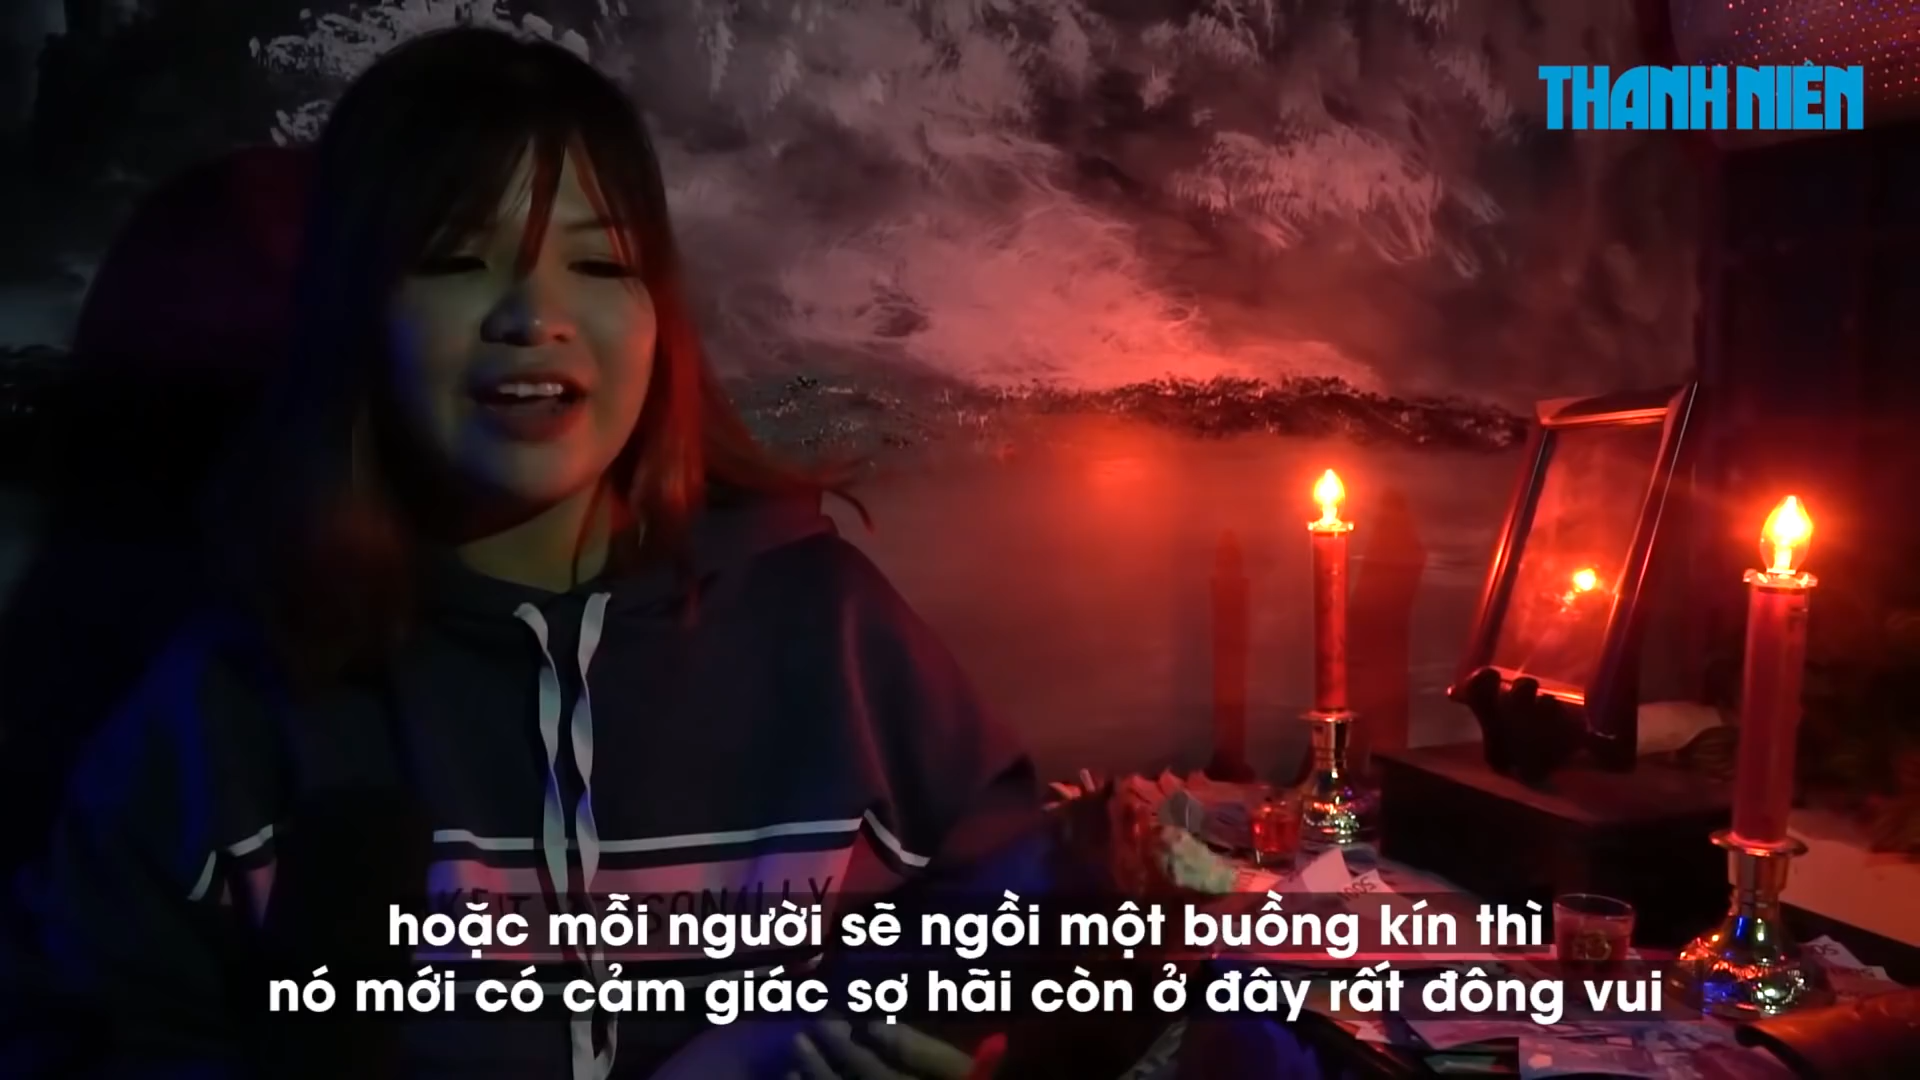 THANH NIÊN
hoặc mỗi người sẽ ngồi một buồng kín thì
nó mới có cảm giác sợ hãi còn ở đây rất đông vui